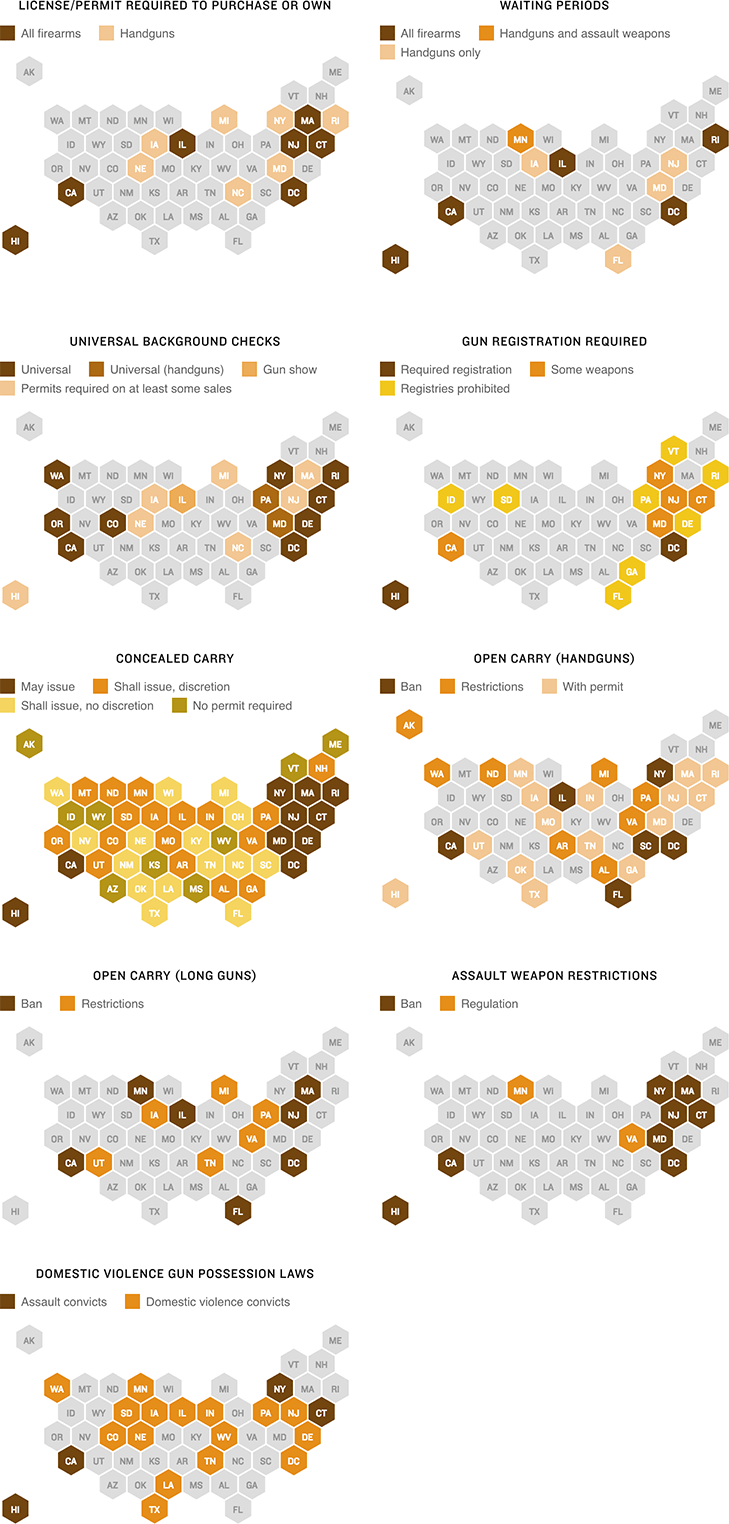 LICENSE/PERMIT REQUIRED TO PURCHASE OR OWN
All firearms Handguns
AK ME
VT NH
WA MT ND MN WI MI NY MA RI
ID WY SD IA IL IN OH PA NJ CT
OR NV CO NE MO KY WV VA MD DE
CA UT NM KS AR TN NC SC DC
AZ OK LA MS AL GA
HI TX FL
WAITING PERIODS
All firearms Handguns and assault weapons
Handguns only
AK ME
VT NH
WA MT ND MN WI MI NY MA RI
ID WY SD IA IL IN OH PA NJ CT
OR NV CO NE MO KY WV VA MD DE
CA UT NM KS AR TN NC SC DC
AZ OK LA MS AL GA
HI TX FL
UNIVERSAL BACKGROUND CHECKS
Universal Universal (handguns) Gun show
Permits required on at least some sales
AK ME
VT NH
WA MT ND MN WI MI NY MA RI
ID WY SD IA IL IN OH PA NJ CT
OR NV CO NE MO KY WV VA MD DE
CA UT NM KS AR TN NC SC DC
AZ OK LA MS AL GA
HI TX FL
GUN REGISTRATION REQUIRED
Required registration Some weapons
Registries prohibited
AK ME
VT NH
WA MT ND MN WI MI NY MA RI
ID WY SD IA IL IN OH PA NJ CT
OR NV CO NE MO KY WV VA MD DE
CA UT NM KS AR TN NC SC DC
AZ OK LA MS AL GA
HI TX FL
CONCEALED CARRY
May issue Shall issue, discretion
Shall issue, no discretion No permit required
AK ME
VT NH
WA MT ND MN WI MI NY MA RI
ID WY SD IA IL IN OH PA NJ CT
OR NV CO NE MO KY WV VA MD DE
CA UT NM KS AR TN NC SC DC
AZ OK LA MS AL GA
HI TX FL
OPEN CARRY (HANDGUNS)
Ban Restrictions With permit
AK ME
VT NH
WA MT ND MN WI MI NY MA RI
ID WY SD IA IL IN OH PA NJ CT
OR NV CO NE MO KY WV VA MD DE
CA UT NM KS AR TN NC SC DC
AZ OK LA MS AL GA
HI TX FL
OPEN CARRY (LONG GUNS)
Ban Restrictions
AK ME
VT NH
WA MT ND MN WI MI NY MA RI
ID WY SD IA IL IN OH PA NJ CT
OR NV CO NE MO KY WV VA MD DE
CA UT NM KS AR TN NC SC DC
AZ OK LA MS AL GA
HI TX FL
ASSAULT WEAPON RESTRICTIONS
Ban Regulation
AK ME
VT NH
WA MT ND MN WI MI NY MA RI
ID WY SD IA IL IN OH PA NJ CT
OR NV CO NE MO KY WV VA MD DE
CA UT NM KS AR TN NC SC DC
AZ OK LA MS AL GA
HI TX FL
DOMESTIC VIOLENCE GUN POSSESSION LAWS
Assault convicts Domestic violence convicts
AK ME
VT NH
WA MT ND MN WI MI NY MA RI
ID WY SD IA IL IN OH PA NJ CT
OR NV CO NE MO KY WV VA MD DE
CA UT NM KS AR TN NC SC DC
AZ OK LA MS AL GA
HI TX FL